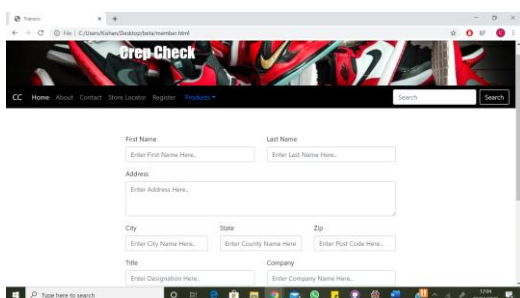 Trainers
File | C:/Users/Kishan/Desktop/beta/member.html
Crep Check
CC Home About Contact Store Locator Register Products Search Search
First Name Last Name
Enter First Name Here.. Enter Last Name Here..
Address
Enter Address Here..
City State Zip
Enter City Name Here.. Enter County Name Here Enter Post Code Here..
Title Company
Enter Designation Here.. Enter Company Name Here..
Type here to search 12:04